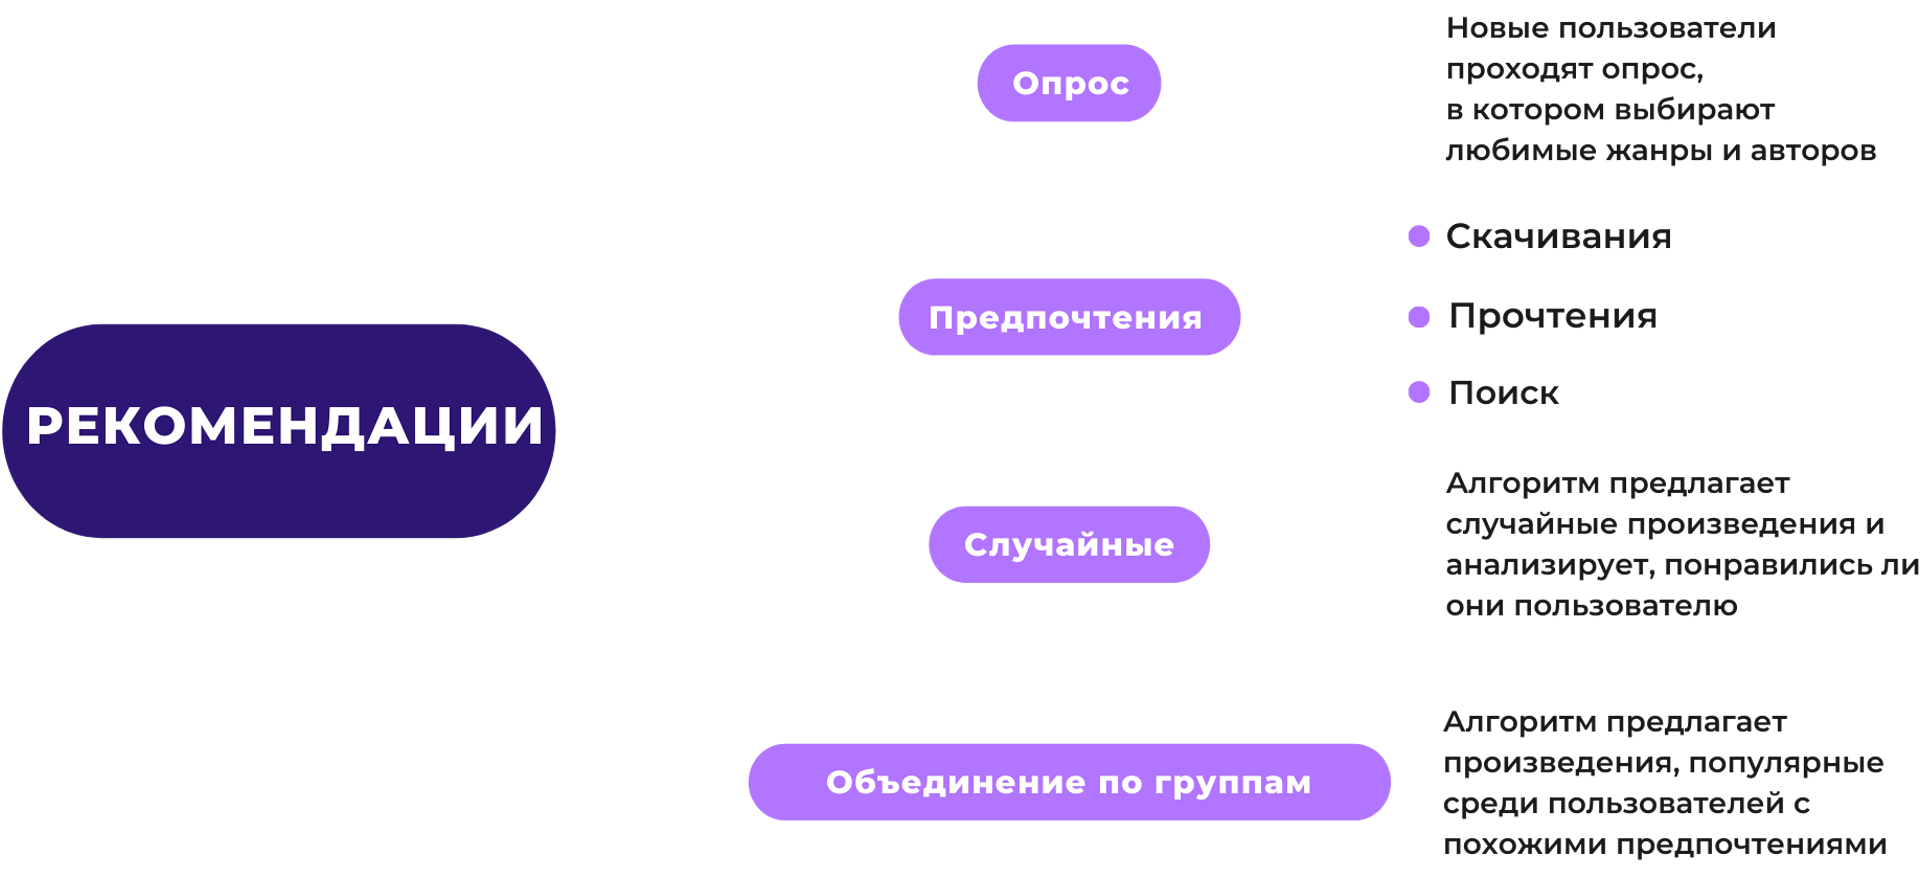 РЕКОМЕНДАЦИИ
Опрос
Новые пользователи
проходят опрос,
в котором выбирают
любимые жанры и авторов
Предпочтения
Скачивания
Прочтения
Поиск
Случайные
Алгоритм предлагает
случайные произведения и
анализирует, понравились ли
они пользователю
Объединение по группам
Алгоритм предлагает
произведения, популярные
среди пользователей с
похожими предпочтениями